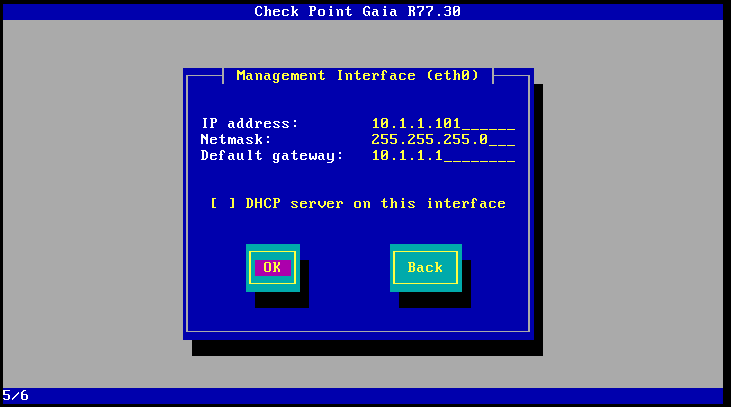 Check Point Gaia R77.30
Management Interface (eth0)
IP address: 10.1.1.101______
Netmask: 255.255.255.0___
Default gateway: 10.1.1.1________
[ ] DHCP server on this interface
OK Back
5/6